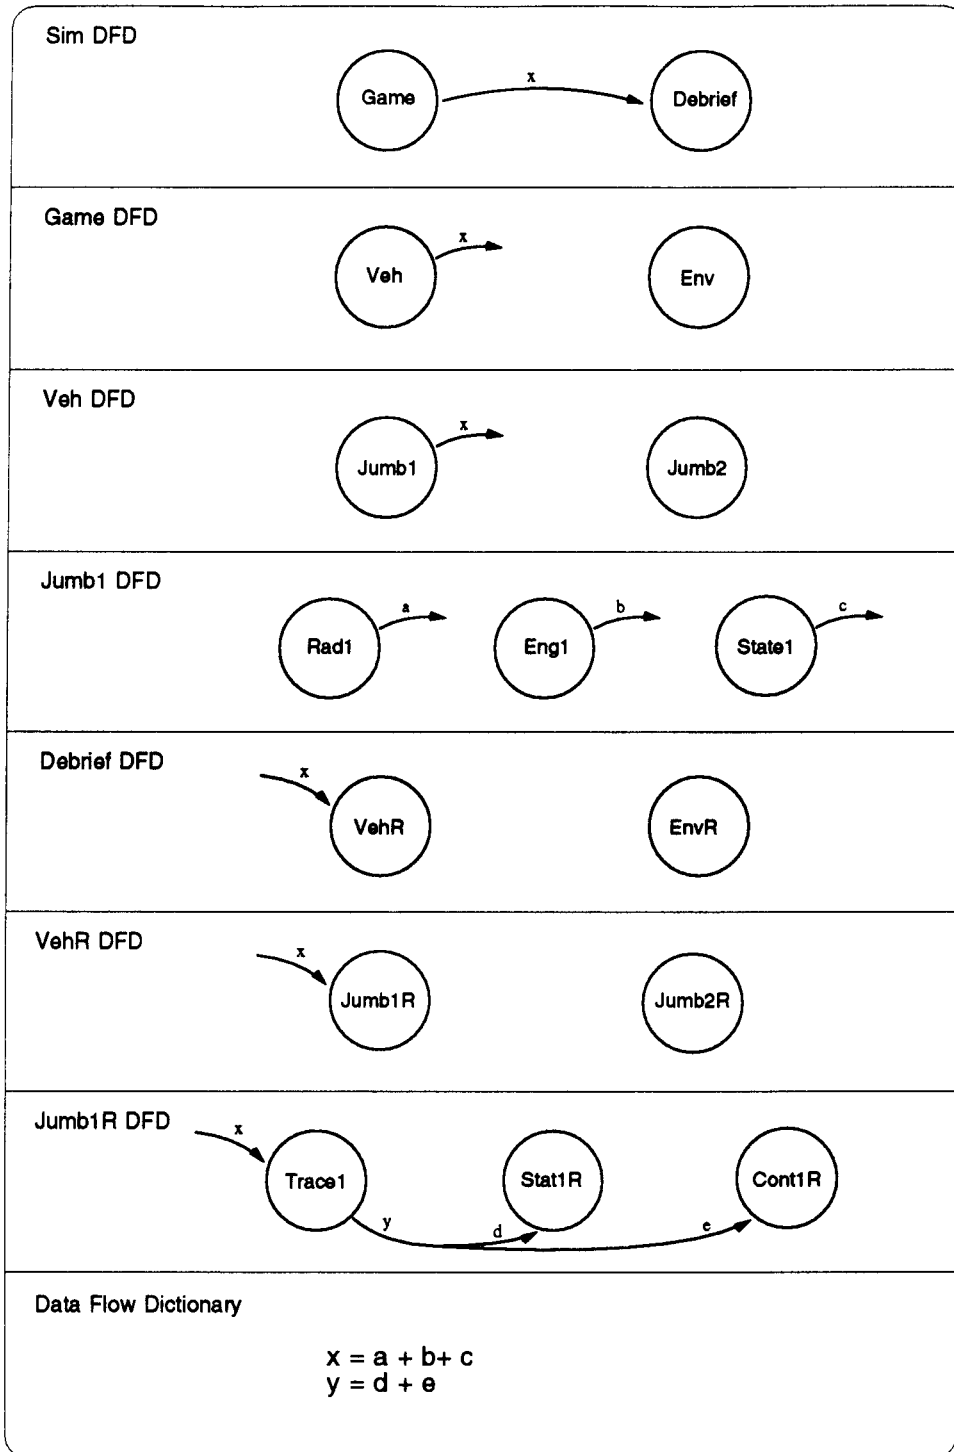 Sim DFD
x
Game
Debrief
Game DFD
x
Veh
Env
Veh DFD
x
Jumb1
Jumb2
Jumb1 DFD
a
b
c
Rad1
Eng1
State1
Debrief DFD
x
VehR
EnvR
VehR DFD
x
Jumb1R
Jumb2R
Jumb1R DFD
x
Trace1
Stat1R
Cont1R
y
d
e
Data Flow Dictionary
x = a + b+ c
y = d + e